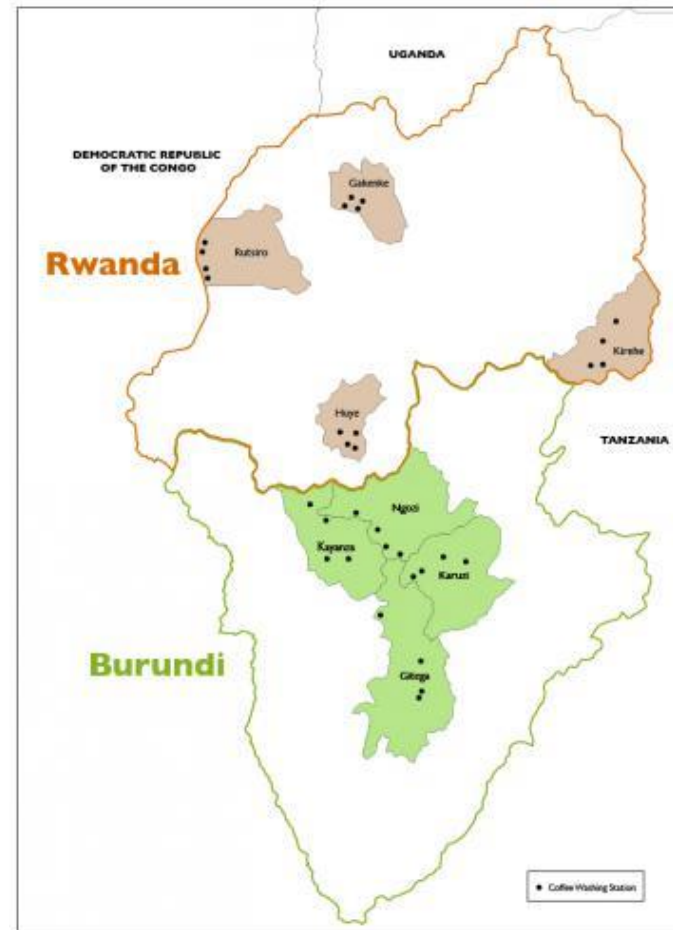 UGANDA
DEMOCRATIC REPUBLIC
OF THE CONGO
Gakenke
Rutsiro
Rwanda
Kirehe
Huye
TANZANIA
Ngozi
Kayanza
Karuzi
Burundi
Gitega
Coffee Washing Station